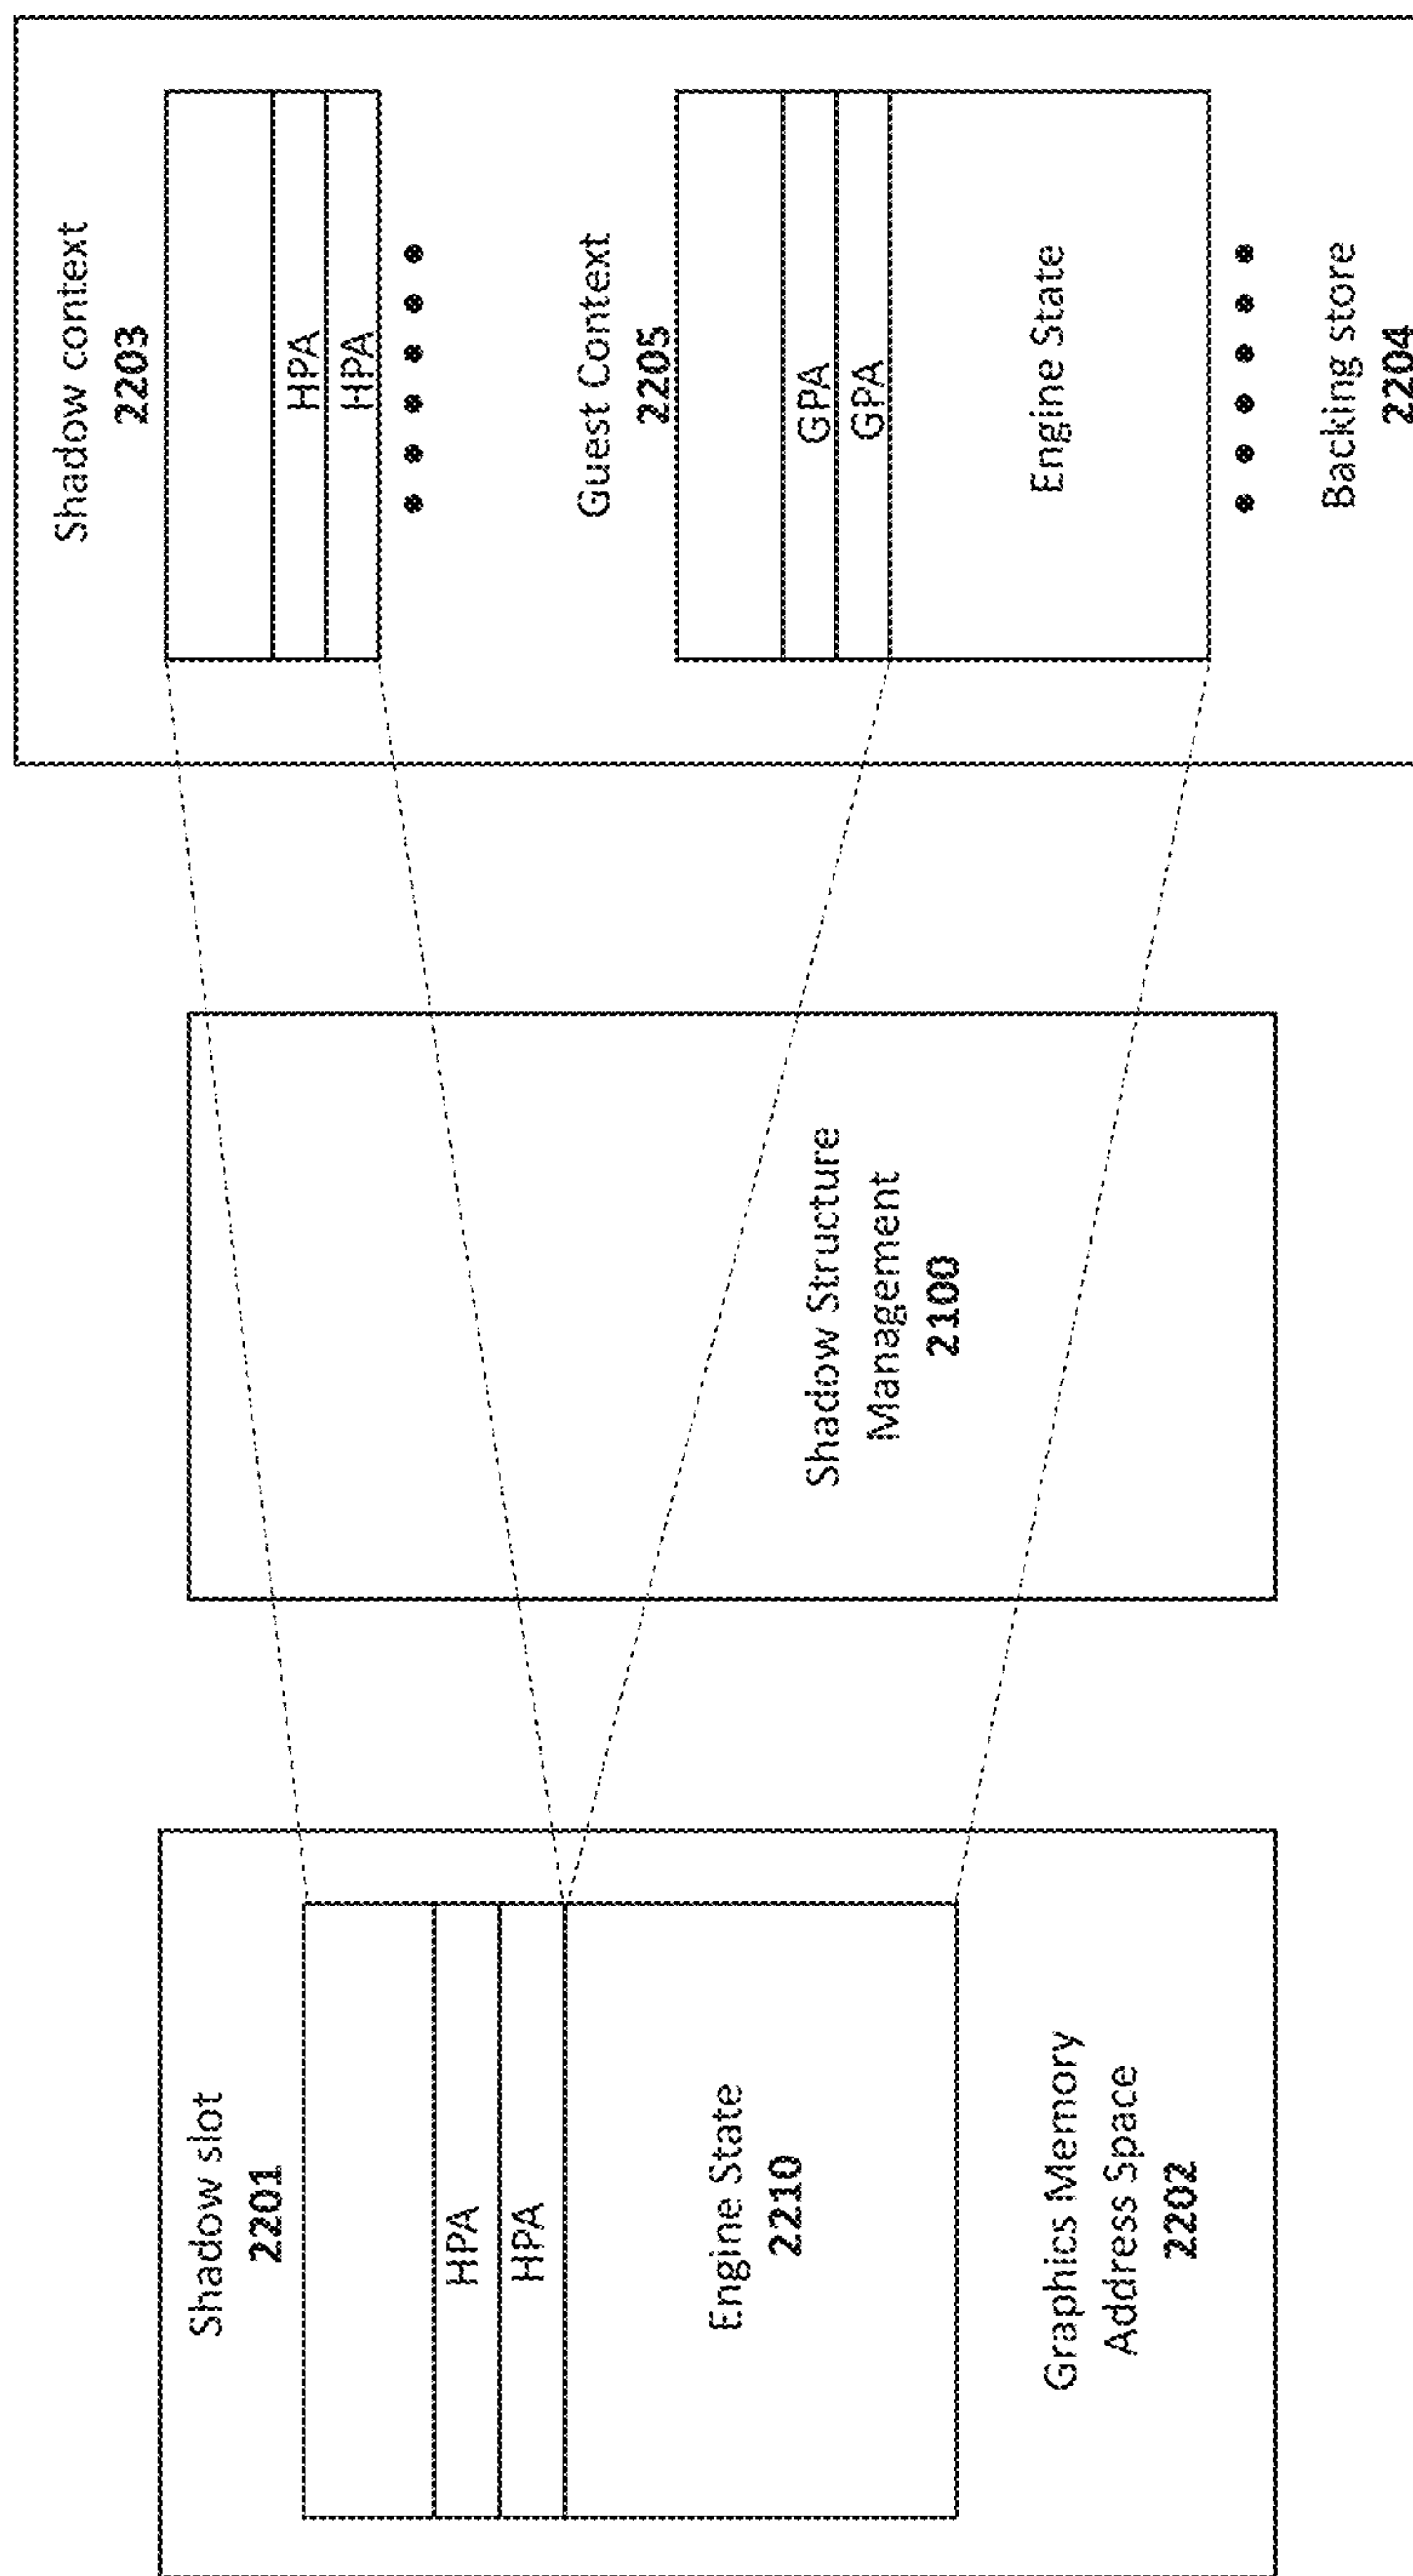 Shadow slot
2201
HPA
HPA
Engine State
2210
Graphics Memory
Address Space
2202
Shadow Structure
Management
2100
Shadow context
2203
HPA
HPA
Guest Context
2205
GPA
GPA
Engine State
Backing store
2204